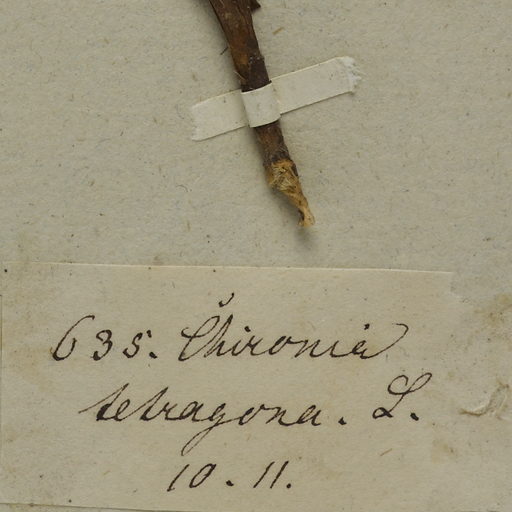 635. Chironia
tetragona. L.
10-11.